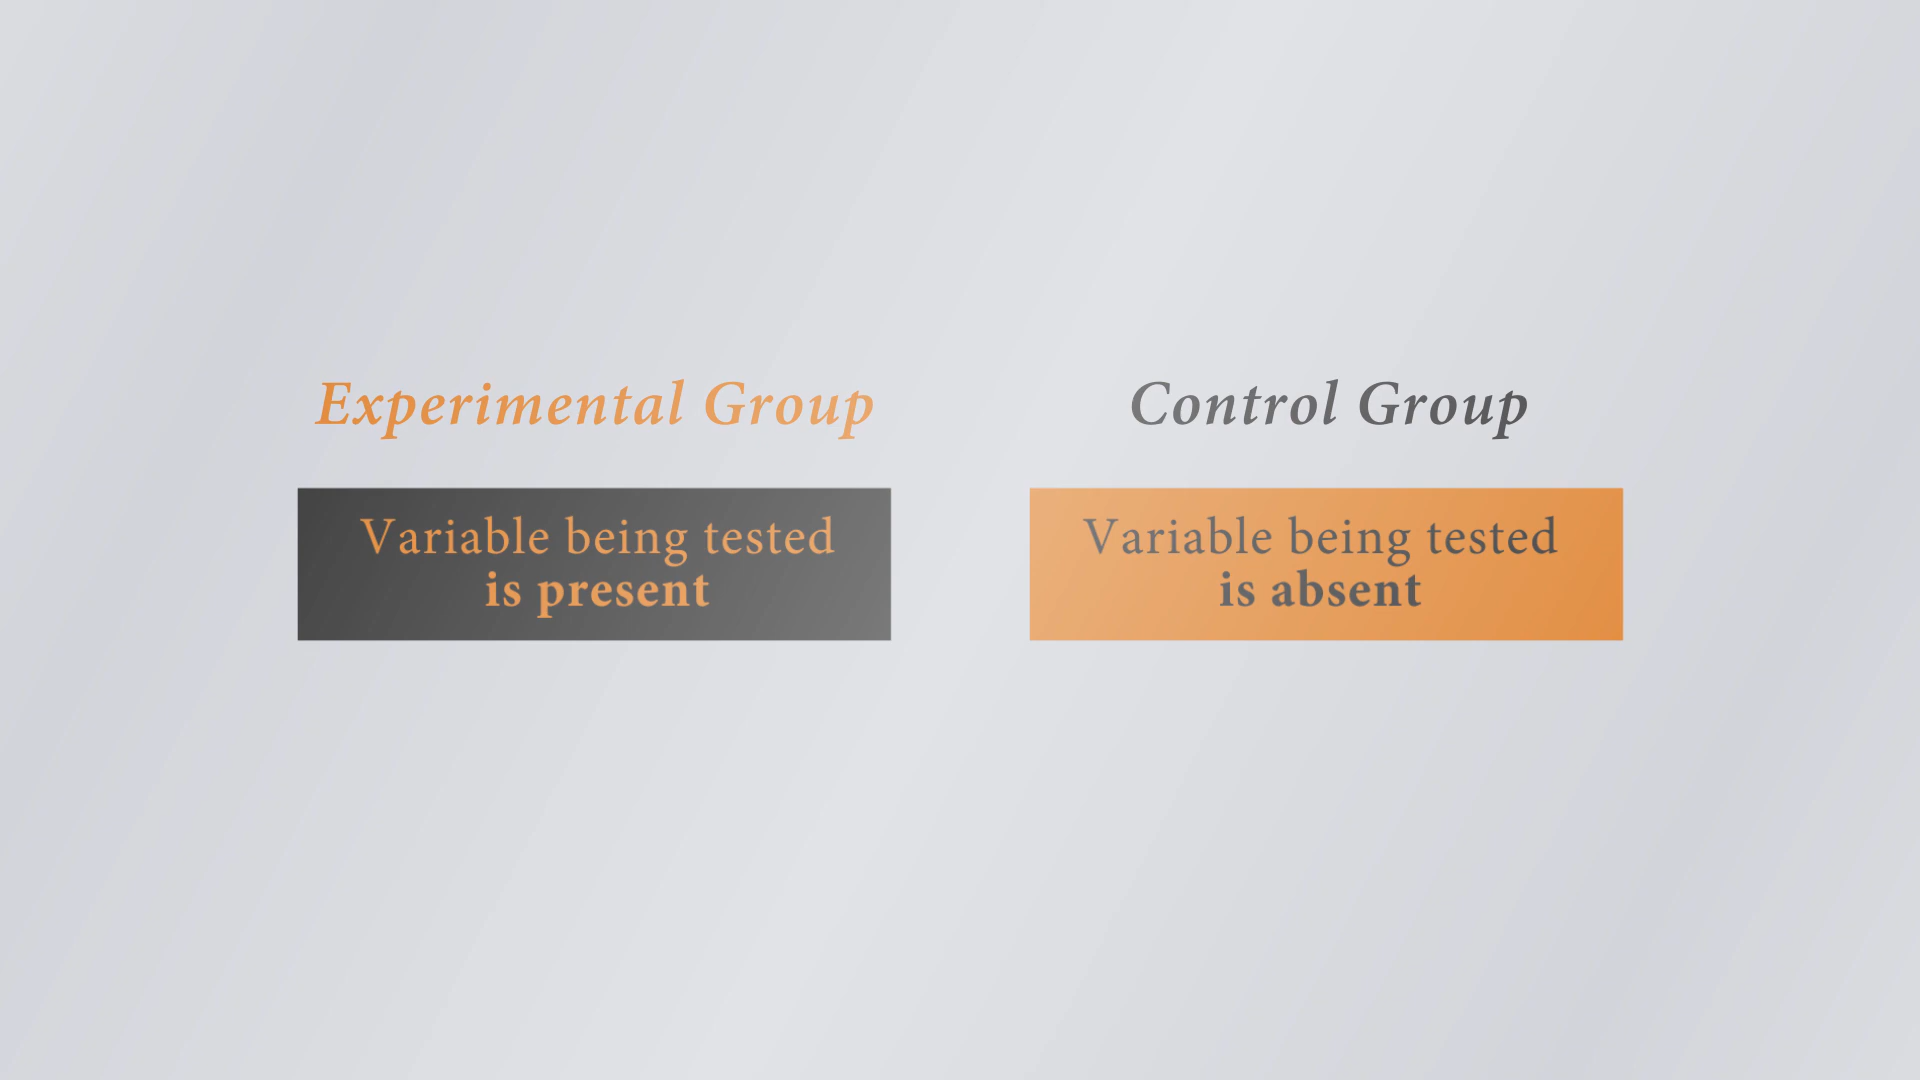 Experimental Group
Variable being tested
is present
Control Group
Variable being tested
is absent